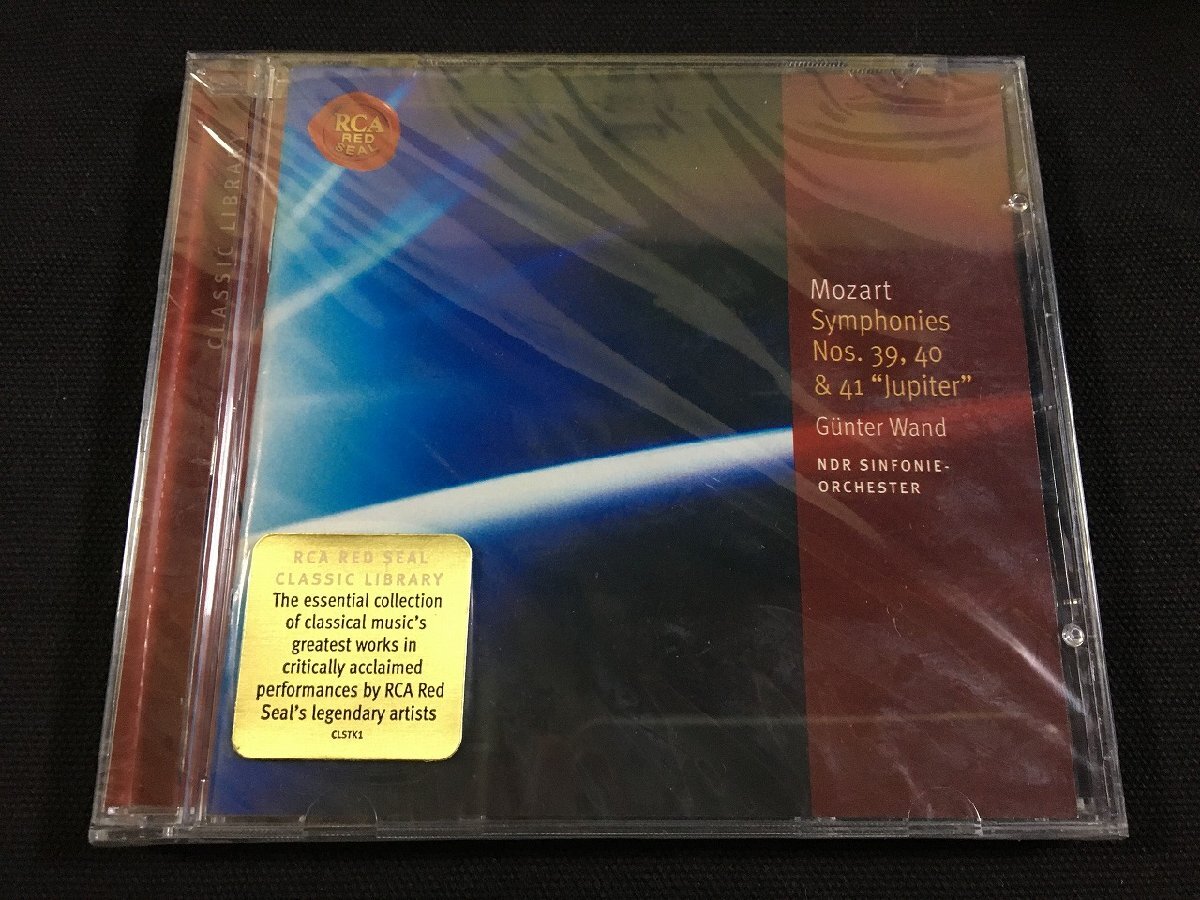 RCA
RED
SEAL
CLASSIC LIBRARY
Mozart
Symphonies
Nos. 39, 40
& 41 "Jupiter"
Günter Wand
NDR SINFONIE-
ORCHESTER
RCA RED SEAL
CLASSIC LIBRARY
The essential collection
of classical music's
greatest works in
critically acclaimed
performances by RCA Red
Seal's legendary artists
CLSTK1